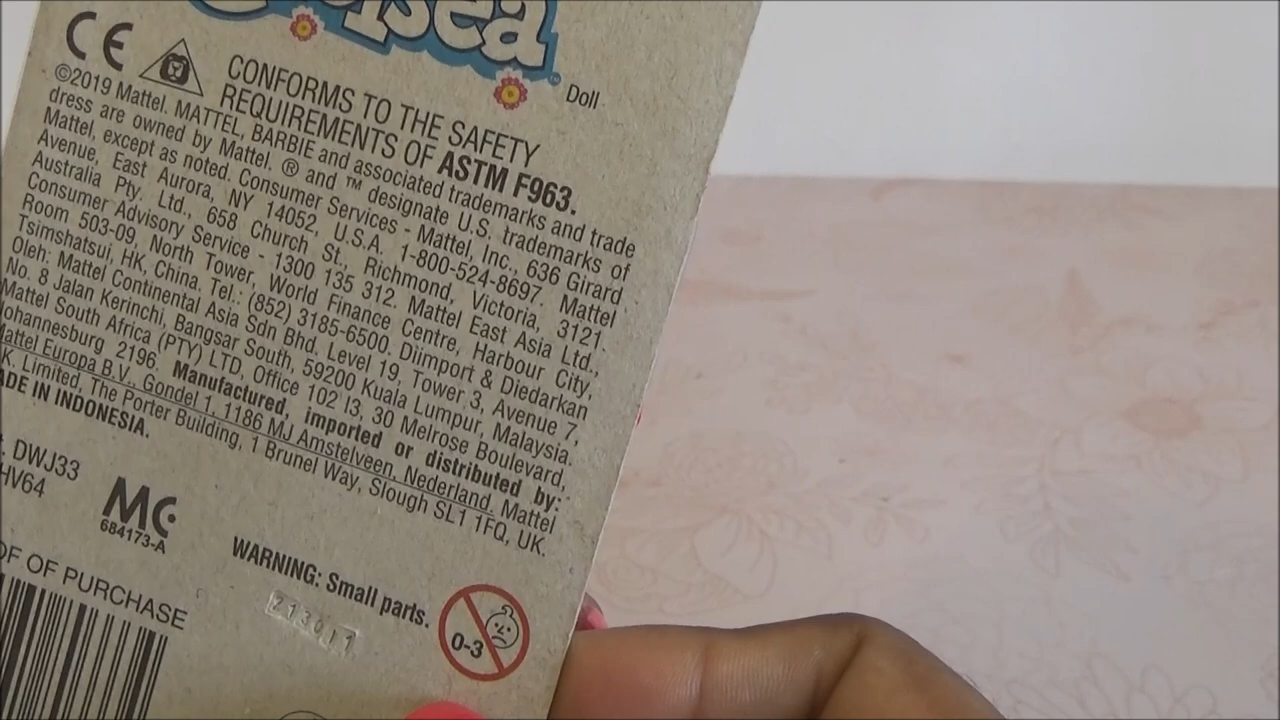 Doll
CE
CONFORMS TO THE SAFETY
REQUIREMENTS OF ASTM F963.
©2019 Mattel. MATTEL, BARBIE and associated trademarks and trade
dress are owned by Mattel. ® and ™ designate U.S. trademarks of
Mattel, except as noted. Consumer Services - Mattel, Inc., 636 Girard
Avenue, East Aurora, NY 14052, U.S.A. 1-800-524-8697. Mattel
Australia Pty. Ltd., 658 Church St., Richmond, Victoria, 3121.
Consumer Advisory Service - 1300 135 312. Mattel East Asia Ltd.,
Room 503-09, North Tower, World Finance Centre, Harbour City,
Tsimshatsui, HK, China. Tel.: (852) 3185-6500. Diimport & Diedarkan
Oleh: Mattel Continental Asia Sdn Bhd. Level 19, Tower 3, Avenue 7,
No. 8 Jalan Kerinchi, Bangsar South, 59200 Kuala Lumpur, Malaysia.
Mattel South Africa (PTY) LTD, Office 102 I3, 30 Melrose Boulevard,
ohannesburg 2196. Manufactured, imported or distributed by:
attel Europa B.V., Gondel 1, 1186 MJ Amstelveen, Nederland. Mattel
K. Limited, The Porter Building, 1 Brunel Way, Slough SL1 1FQ, UK.
ADE IN INDONESIA.
. DWJ33
HV64
MC
684173-A
OF OF PURCHASE
WARNING: Small parts.
0-3